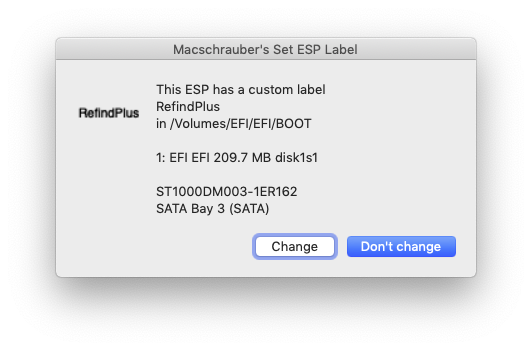 Macschrauber's Set ESP Label
This ESP has a custom label
RefindPlus
RefindPlus
in /Volumes/EFI/EFI/BOOT
1: EFI EFI 209.7 MB disk1s1
ST1000DM003-1ER162
SATA Bay 3 (SATA)
Change
Don't change